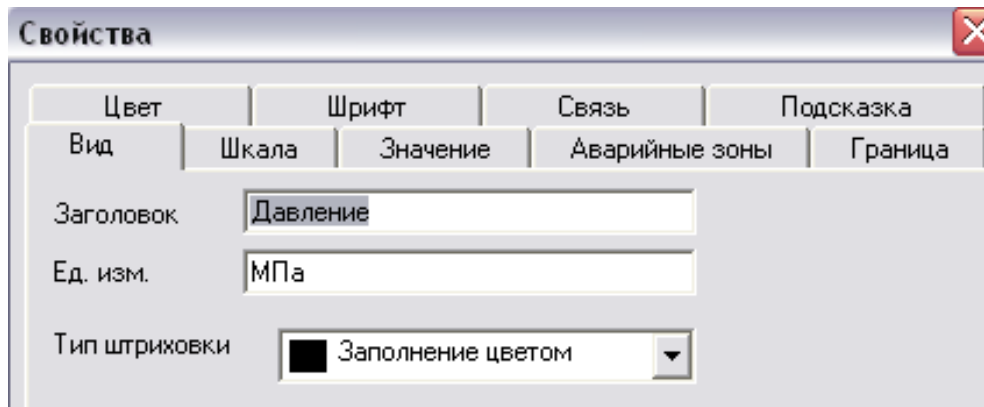 Свойства
Цвет Шрифт Связь Подсказка
Вид Шкала Значение Аварийные зоны Граница
Заголовок Давление
Ед. изм. МПа
Тип штриховки Заполнение цветом